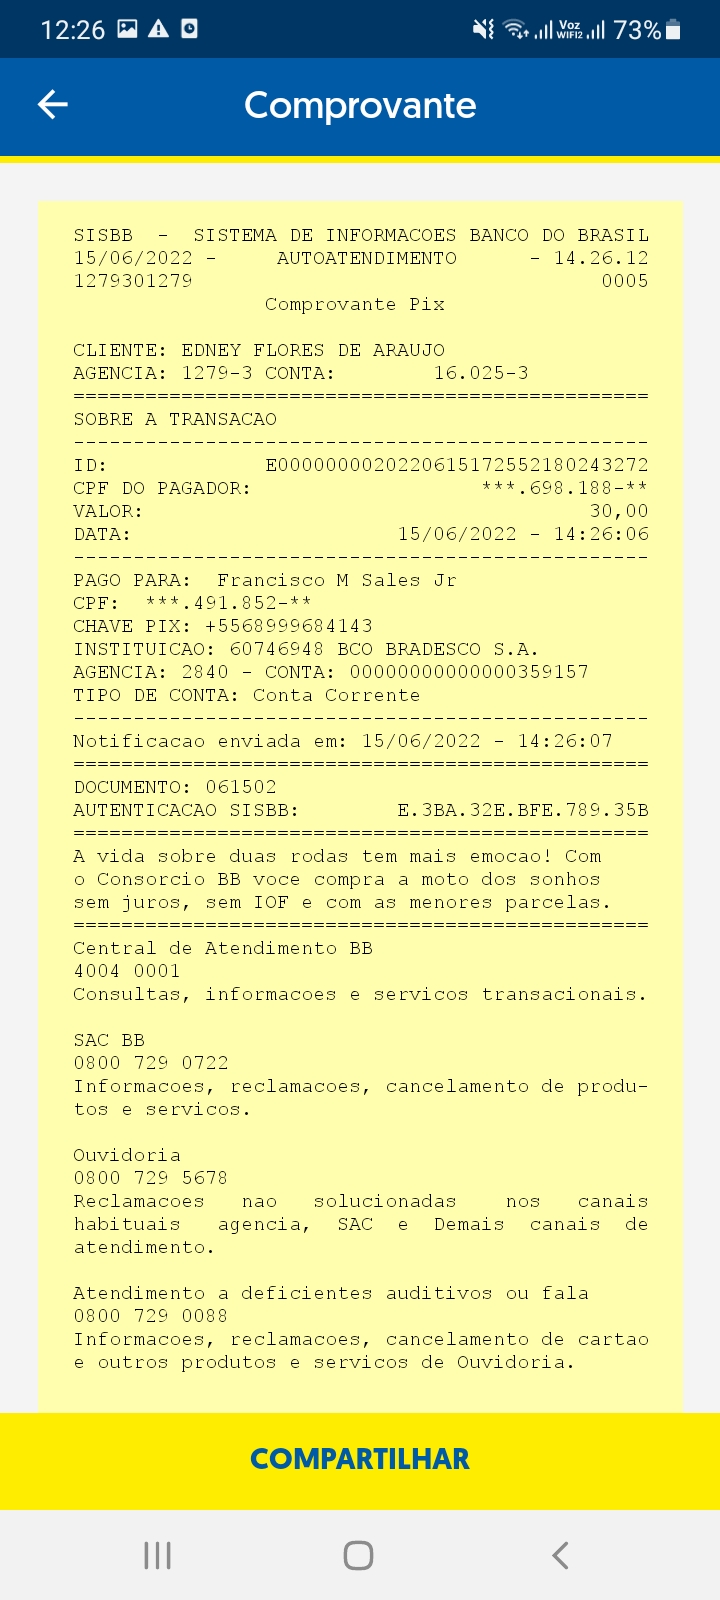 12:26 Voz WIFI2 73%
Comprovante
SISBB - SISTEMA DE INFORMACOES BANCO DO BRASIL
15/06/2022 - AUTOATENDIMENTO - 14.26.12
1279301279 0005
Comprovante Pix
CLIENTE: EDNEY FLORES DE ARAUJO
AGENCIA: 1279-3 CONTA: 16.025-3
================================================
SOBRE A TRANSACAO
------------------------------------------------
ID: E0000000020220615172552180243272
CPF DO PAGADOR: ***.698.188-**
VALOR: 30,00
DATA: 15/06/2022 - 14:26:06
------------------------------------------------
PAGO PARA: Francisco M Sales Jr
CPF: ***.491.852-**
CHAVE PIX: +5568999684143
INSTITUICAO: 60746948 BCO BRADESCO S.A.
AGENCIA: 2840 - CONTA: 00000000000000359157
TIPO DE CONTA: Conta Corrente
------------------------------------------------
Notificacao enviada em: 15/06/2022 - 14:26:07
================================================
DOCUMENTO: 061502
AUTENTICACAO SISBB: E.3BA.32E.BFE.789.35B
================================================
A vida sobre duas rodas tem mais emocao! Com
o Consorcio BB voce compra a moto dos sonhos
sem juros, sem IOF e com as menores parcelas.
================================================
Central de Atendimento BB
4004 0001
Consultas, informacoes e servicos transacionais.
SAC BB
0800 729 0722
Informacoes, reclamacoes, cancelamento de produ-
tos e servicos.
Ouvidoria
0800 729 5678
Reclamacoes nao solucionadas nos canais
habituais agencia, SAC e Demais canais de
atendimento.
Atendimento a deficientes auditivos ou fala
0800 729 0088
Informacoes, reclamacoes, cancelamento de cartao
e outros produtos e servicos de Ouvidoria.
COMPARTILHAR